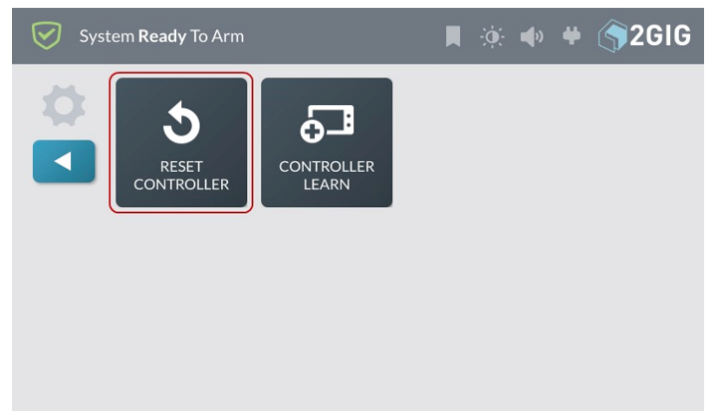 System Ready To Arm
2GIG
RESET
CONTROLLER
CONTROLLER
LEARN